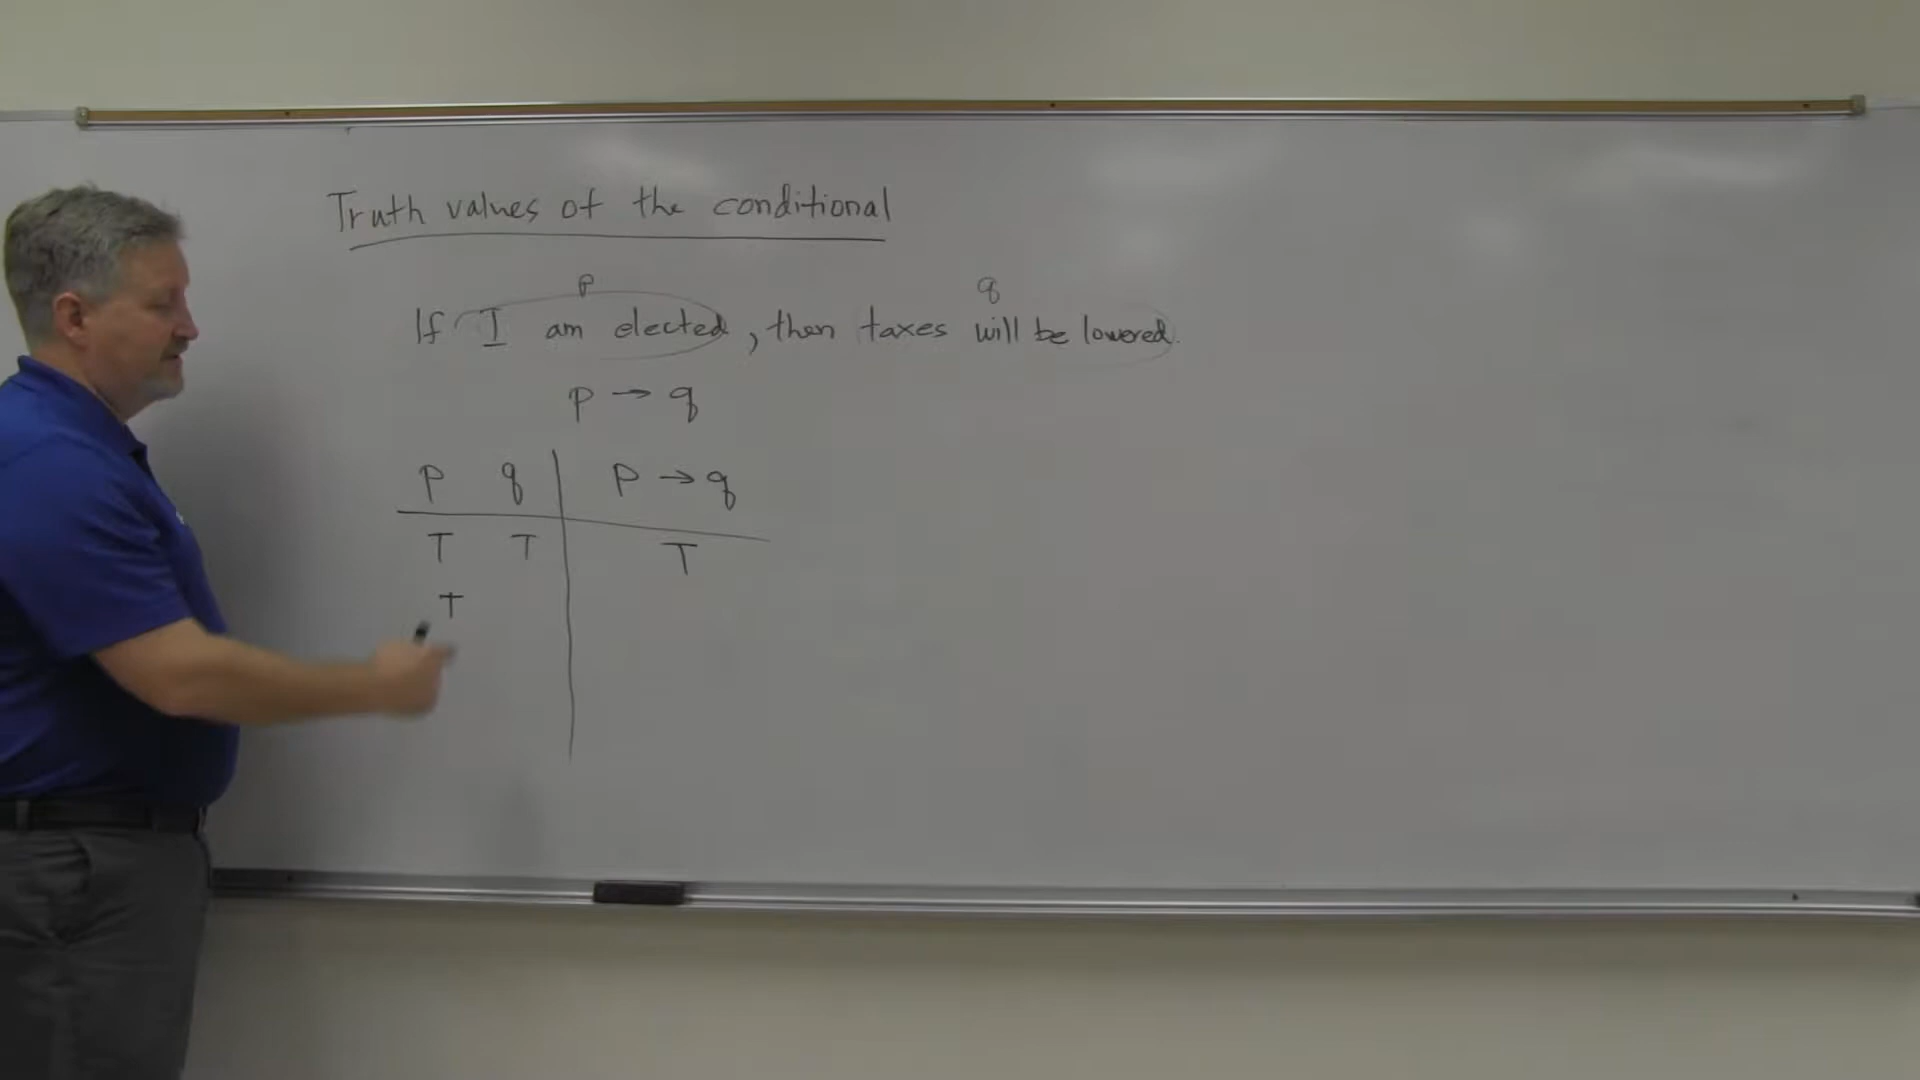 Truth values of the conditional
p q
If I am elected, then taxes will be lowered.
p → q
p q p → q
T T T
T